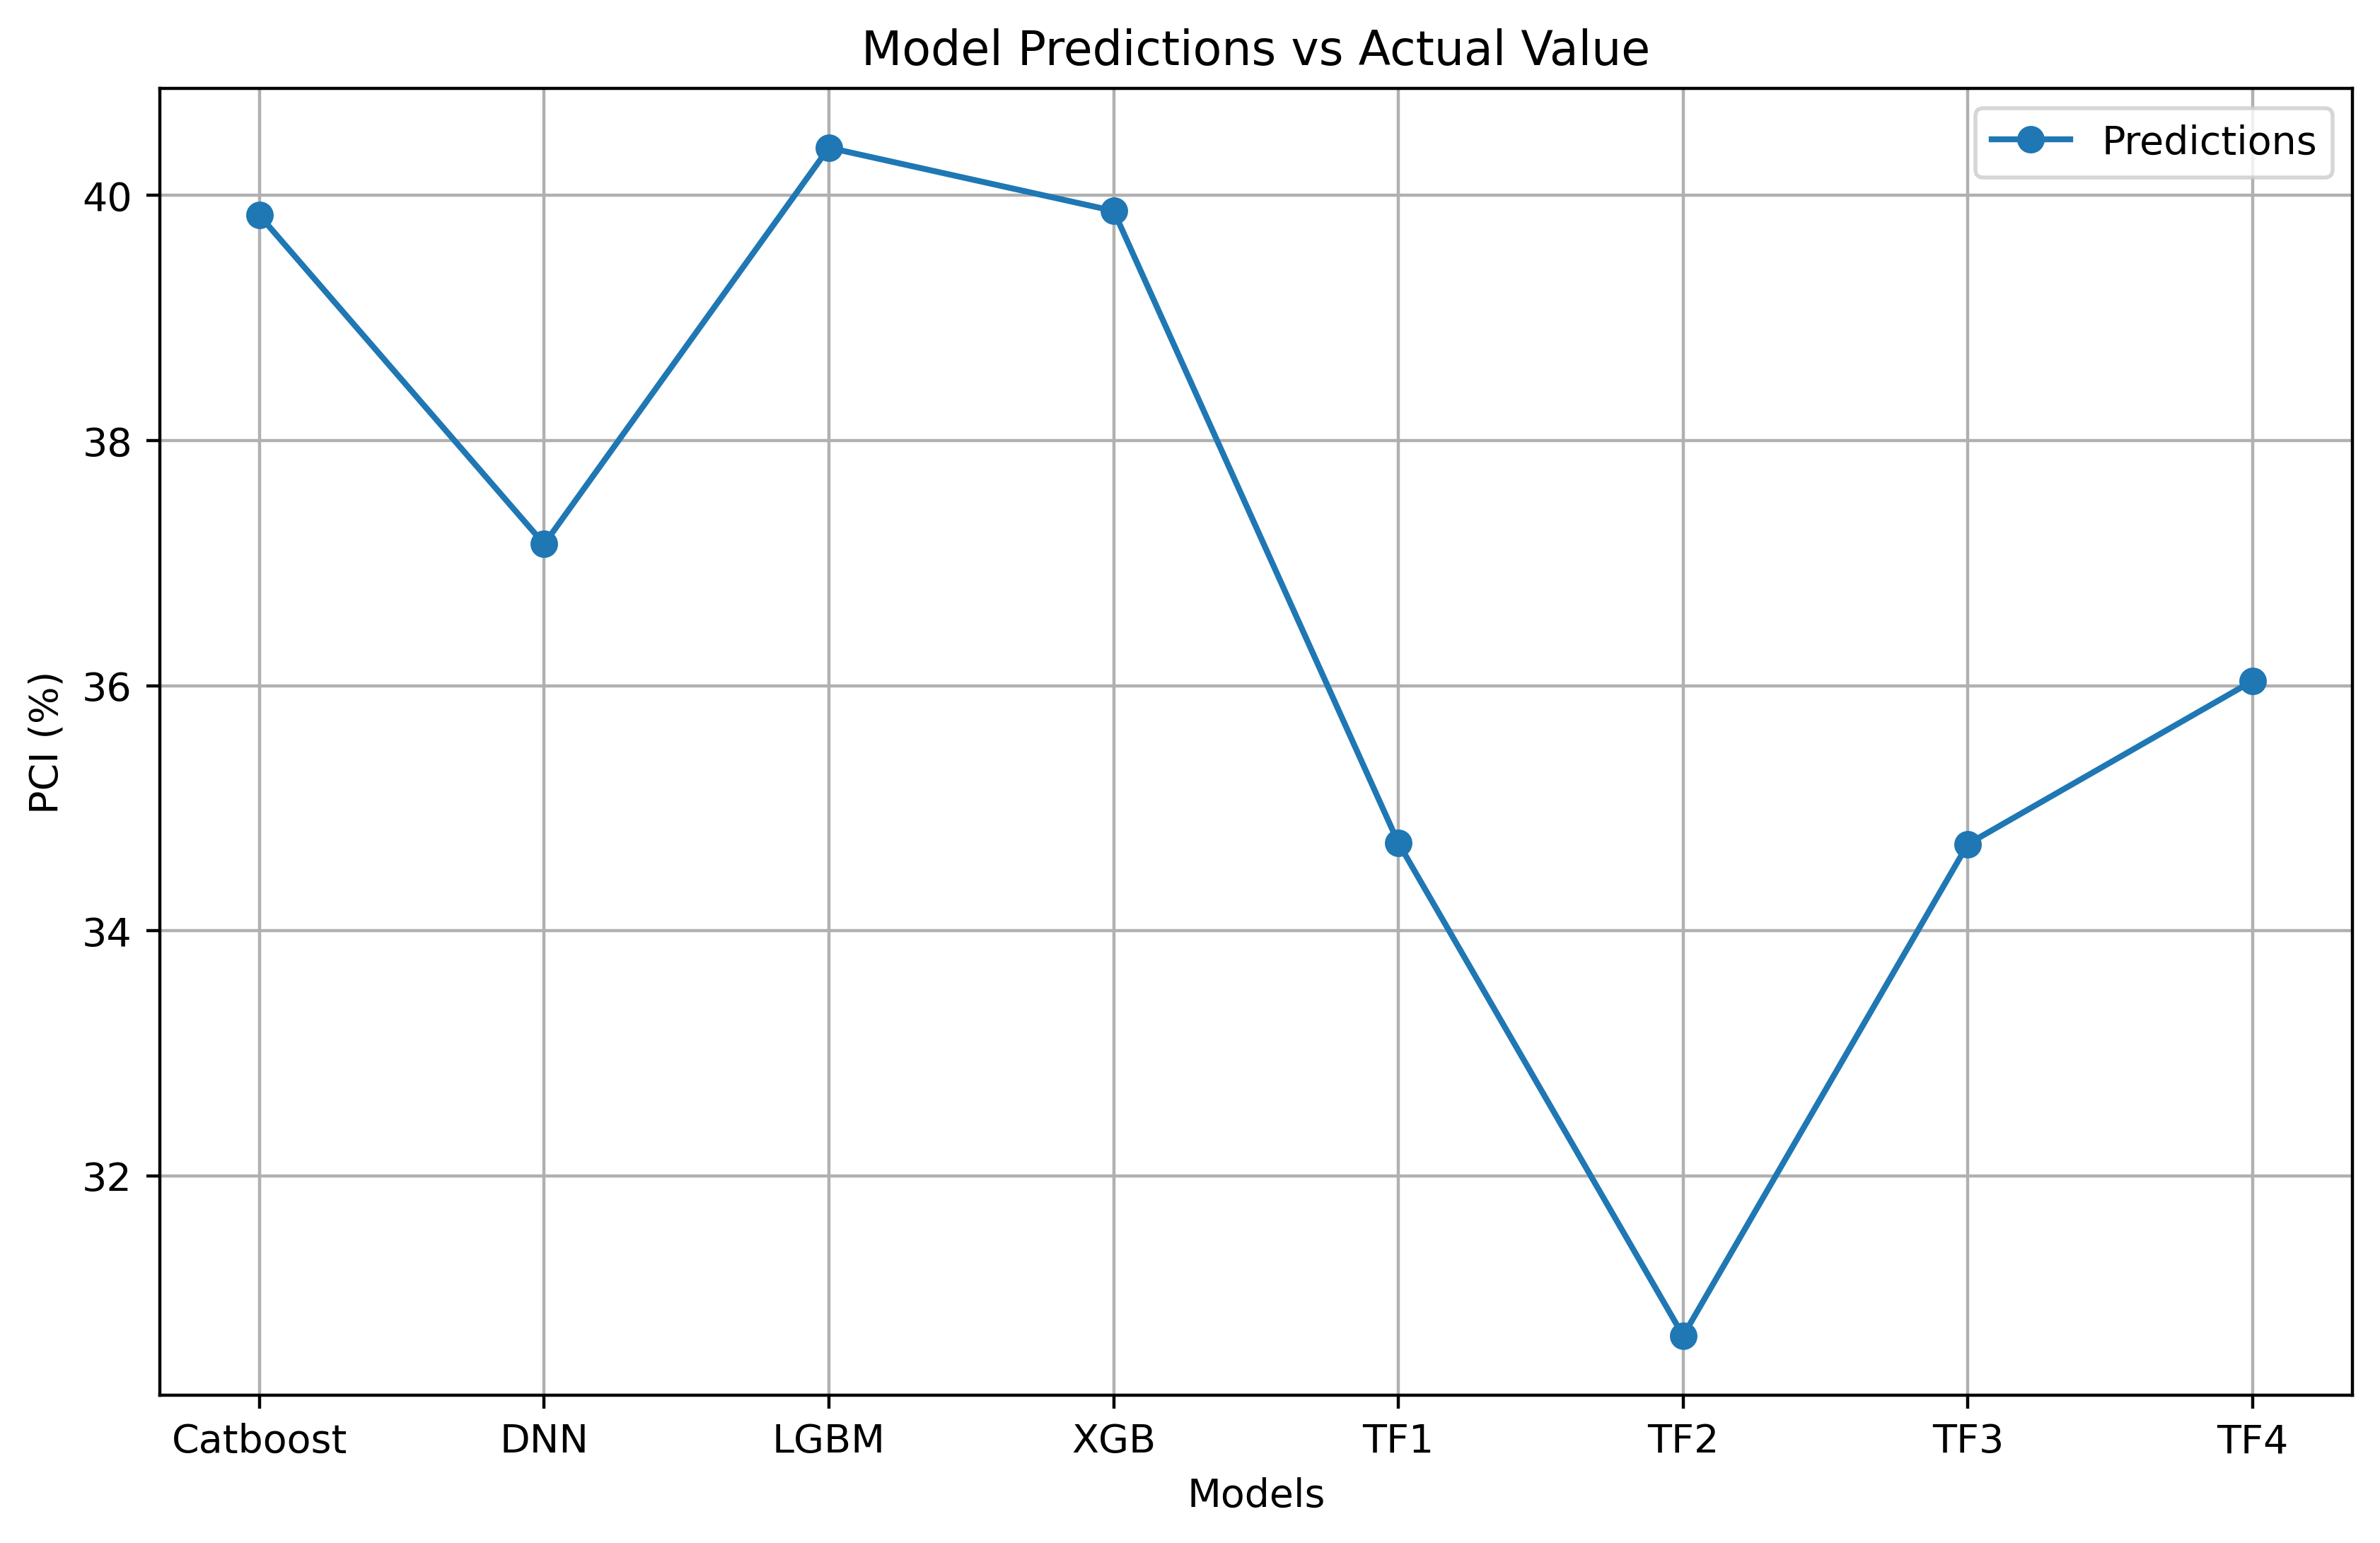 Model Predictions vs Actual Value
Predictions
PCI (%)
40
38
36
34
32
Catboost DNN LGBM XGB TF1 TF2 TF3 TF4
Models